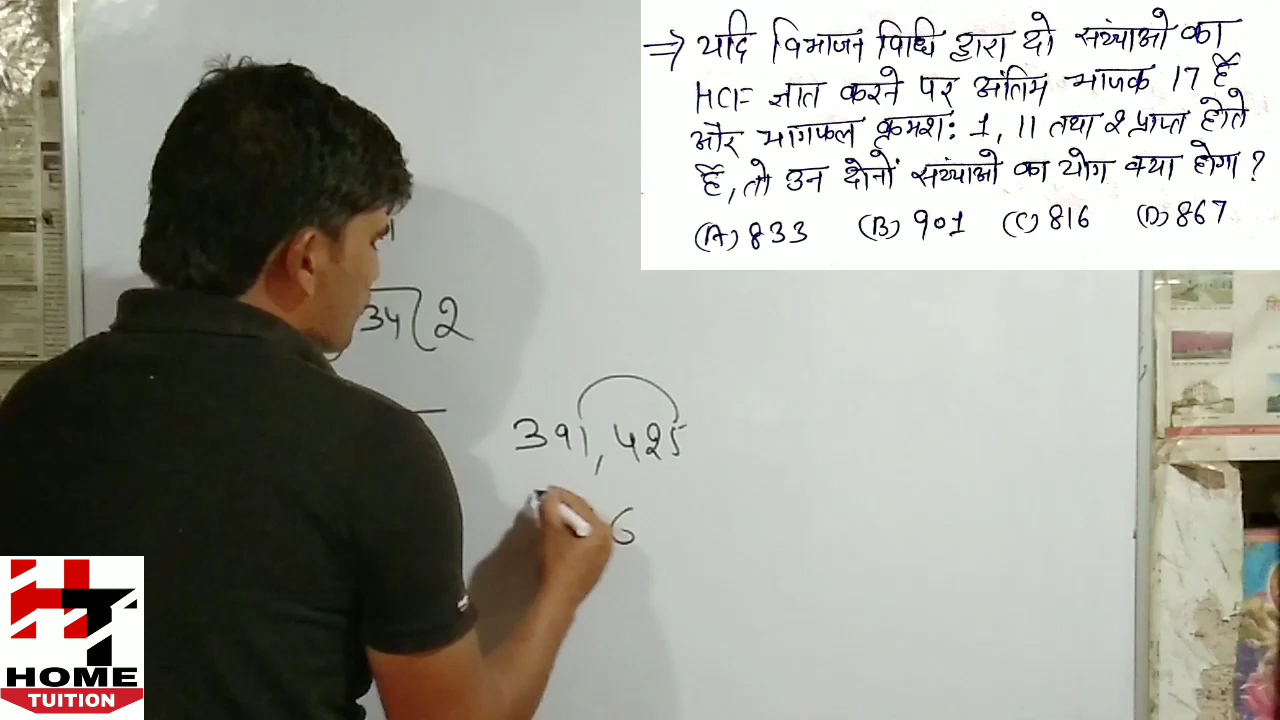 ⇒ यदि विभाजन विधि द्वारा दो संख्याओ का
HCF ज्ञात करने पर अंतिम भाजक 17 है
और भागफल क्रमश: 1, 11 तथा 2 प्राप्त होते
हैं, तो उन दोनों संख्याओ का योग क्या होगा ?
(A) 833 (B) 901 (C) 816 (D) 867
34(2
391, 425
6
HT
HOME
TUITION